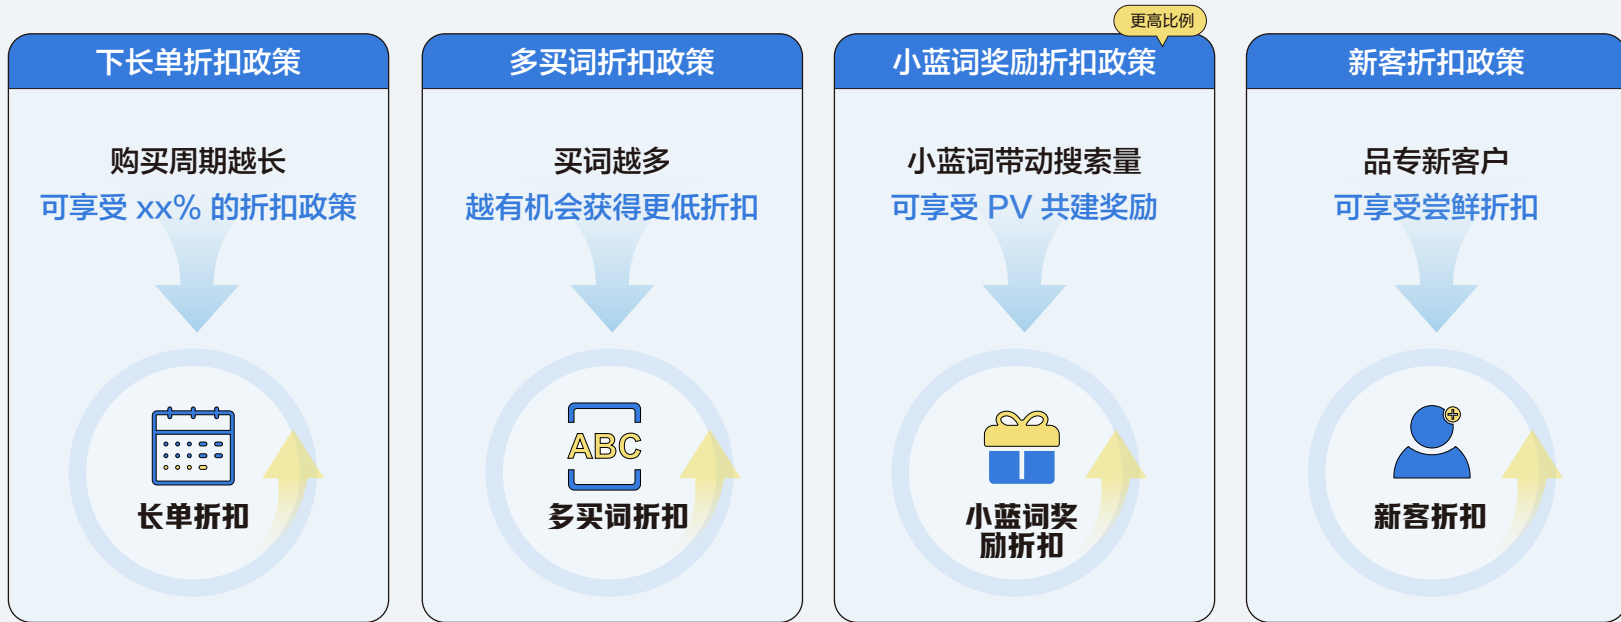 更高比例
下长单折扣政策
购买周期越长
可享受 xx% 的折扣政策
长单折扣
多买词折扣政策
买词越多
越有机会获得更低折扣
ABC
多买词折扣
小蓝词奖励折扣政策
小蓝词带动搜索量
可享受 PV 共建奖励
小蓝词奖
励折扣
新客折扣政策
品专新客户
可享受尝鲜折扣
新客折扣